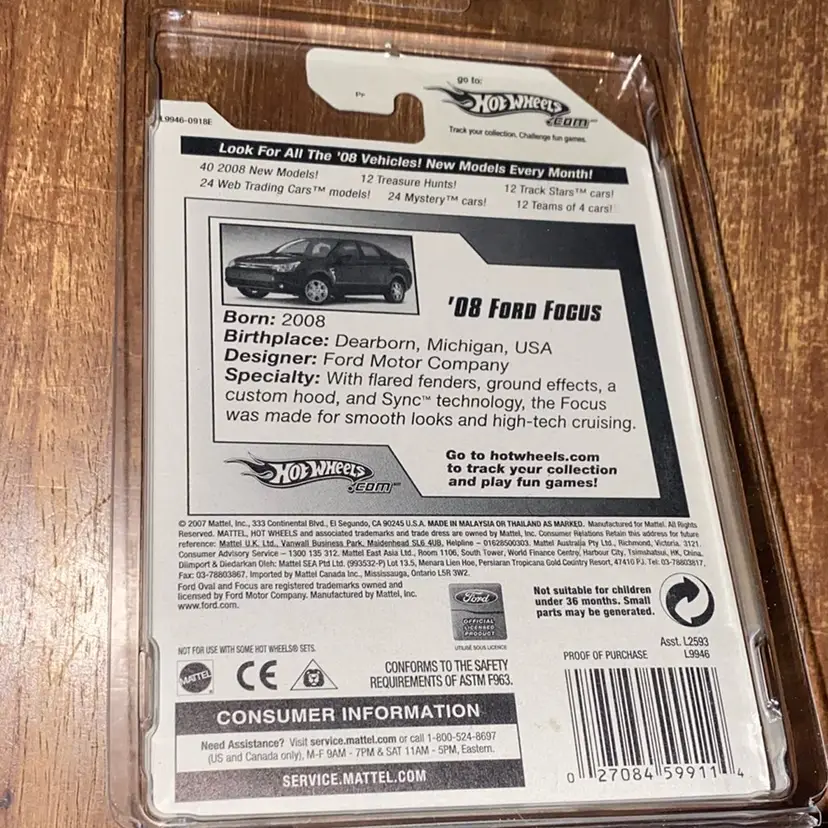 go to:
HOT WHEELS
.COM™
Track your collection. Challenge fun games.
L9946-0918E
Look For All The '08 Vehicles! New Models Every Month!
40 2008 New Models! 12 Treasure Hunts! 12 Track Stars™ cars!
24 Web Trading Cars™ models! 24 Mystery™ cars! 12 Teams of 4 cars!
'08 FORD FOCUS
Born: 2008
Birthplace: Dearborn, Michigan, USA
Designer: Ford Motor Company
Specialty: With flared fenders, ground effects, a
custom hood, and Sync™ technology, the Focus
was made for smooth looks and high-tech cruising.
HOT WHEELS
.COM™
Go to hotwheels.com
to track your collection
and play fun games!
© 2007 Mattel, Inc., 333 Continental Blvd., El Segundo, CA 90245 U.S.A. MADE IN MALAYSIA OR THAILAND AS MARKED. Manufactured for Mattel. All Rights
Reserved. MATTEL, HOT WHEELS and associated trademarks and trade dress are owned by Mattel, Inc. Consumer Relations Retain this address for future
reference: Mattel U.K. Ltd., Vanwall Business Park, Maidenhead SL6 4UB. Helpline – 01628500303. Mattel Australia Pty., Ltd., Richmond, Victoria. 3121.
Consumer Advisory Service – 1300 135 312. Mattel East Asia Ltd., Room 1106, South Tower, World Finance Centre, Harbour City, Tsimshatsui, HK, China.
Diimport & Diedarkan Oleh: Mattel SEA Ptd Ltd. (993532-P) Lot 13.5, Menara Lien Hoe, Persiaran Tropicana Gold Country Resort, 47410 PJ. Tel: 03-78803817,
Fax: 03-78803867. Imported by Mattel Canada Inc., Mississauga, Ontario L5R 3W2.
Ford Oval and Focus are registered trademarks owned and
licensed by Ford Motor Company. Manufactured by Mattel, Inc.
www.ford.com
Ford
OFFICIAL
LICENSED
PRODUCT
UTILISÉ SOUS LICENCE
Not suitable for children
under 36 months. Small
parts may be generated.
Asst. L2593
L9946
PROOF OF PURCHASE
NOT FOR USE WITH SOME HOT WHEELS® SETS.
MATTEL
CE
CONFORMS TO THE SAFETY
REQUIREMENTS OF ASTM F963.
CONSUMER INFORMATION
Need Assistance? Visit service.mattel.com or call 1-800-524-8697
(US and Canada only), M-F 9AM - 7PM & SAT 11AM - 5PM, Eastern.
SERVICE.MATTEL.COM
0 27084 59911 4